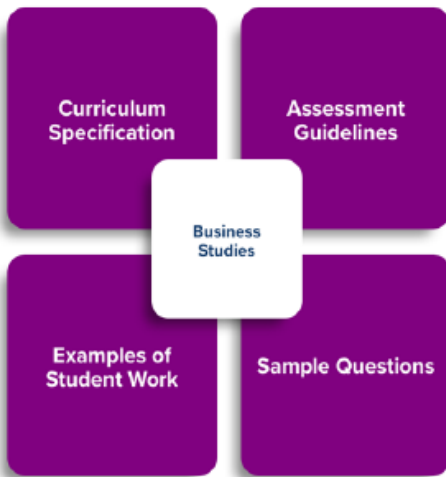 Curriculum
Specification
Assessment
Guidelines
Business
Studies
Examples of
Student Work
Sample Questions